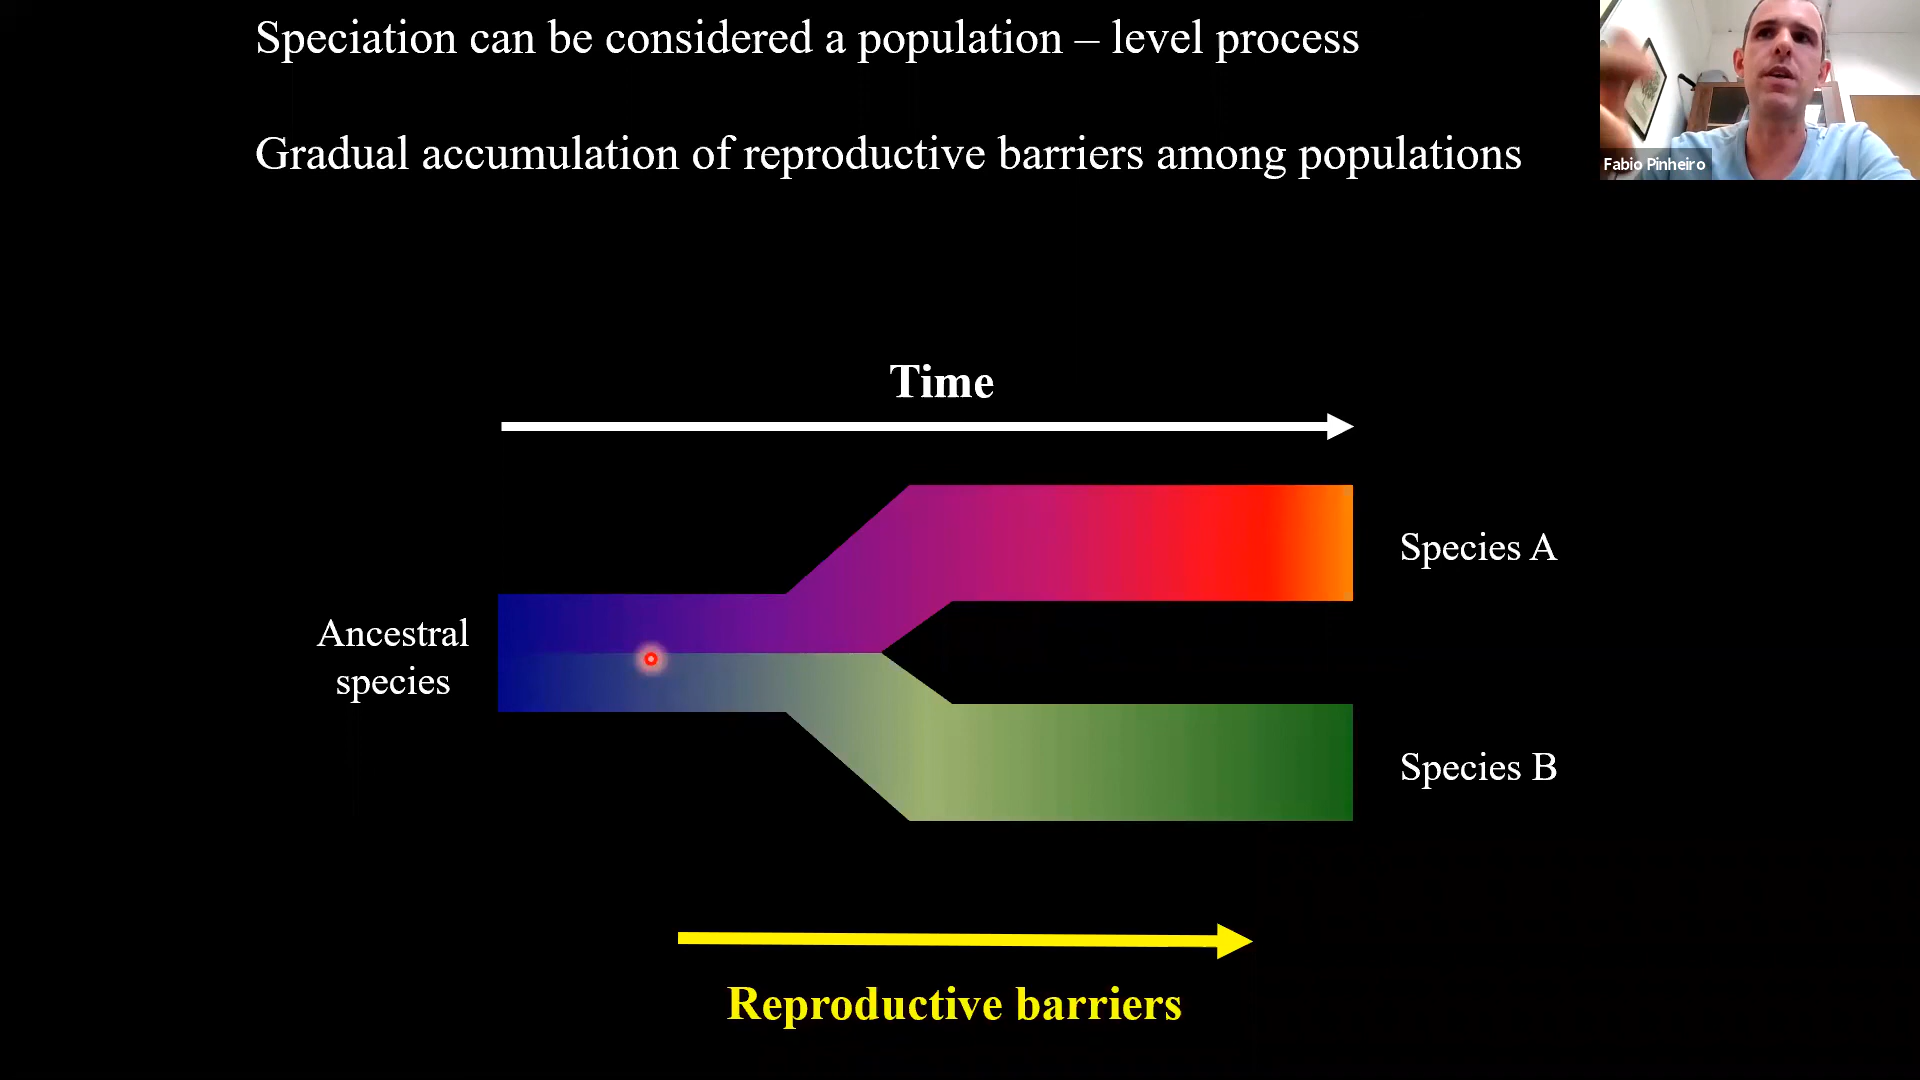 Speciation can be considered a population – level process
Gradual accumulation of reproductive barriers among populations
Fabio Pinheiro
Time
Species A
Ancestral
species
Species B
Reproductive barriers